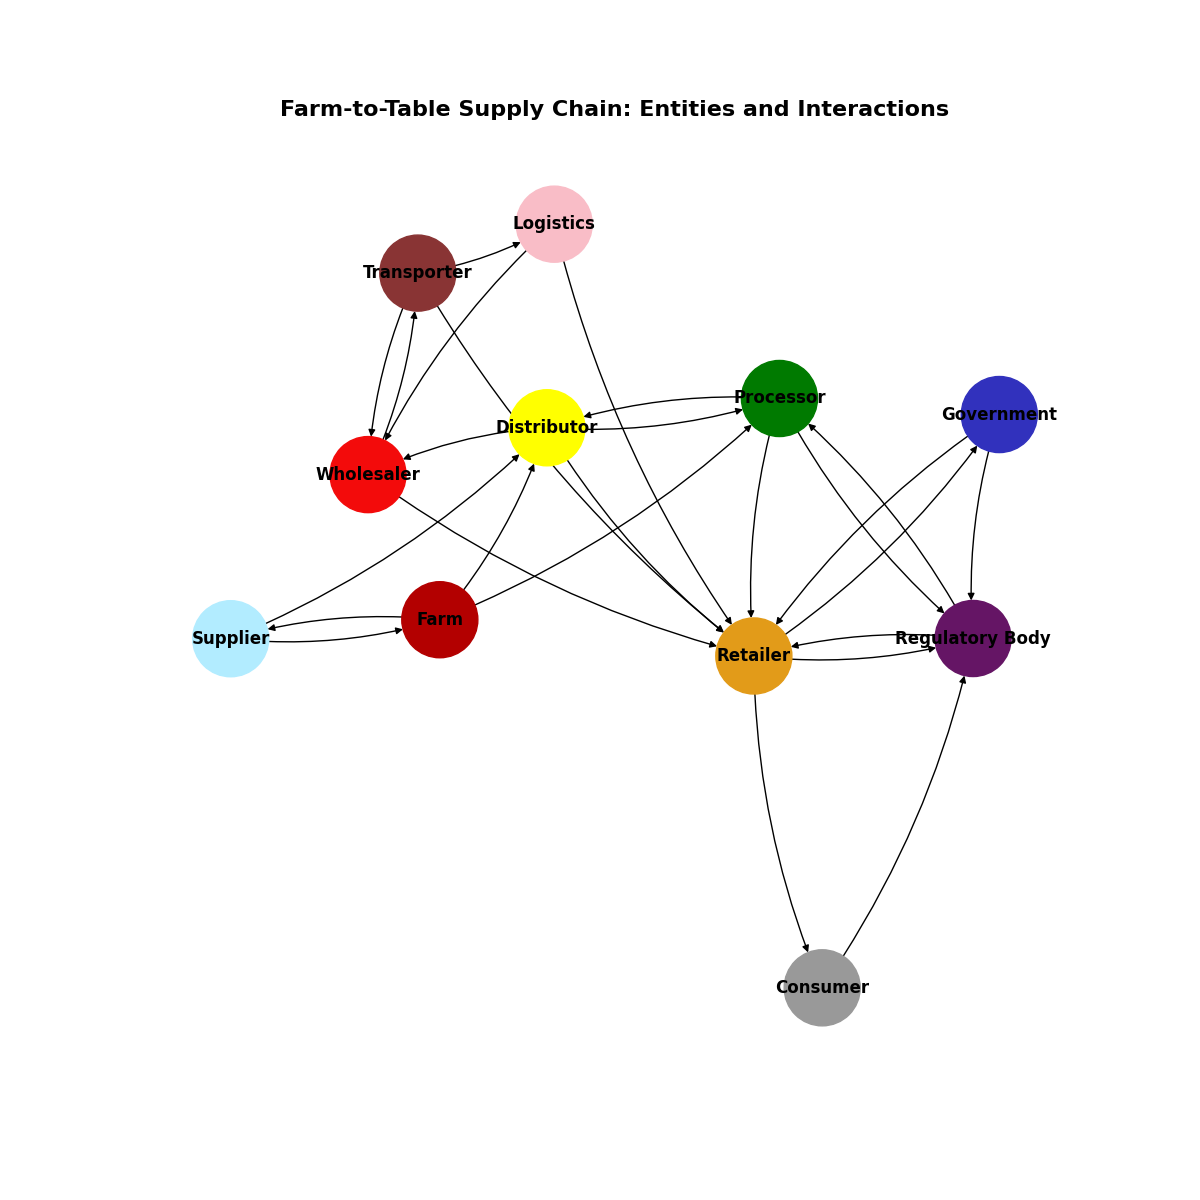 Farm-to-Table Supply Chain: Entities and Interactions
Logistics
Transporter
Processor
Government
Distributor
Wholesaler
Farm
Supplier
Regulatory Body
Retailer
Consumer